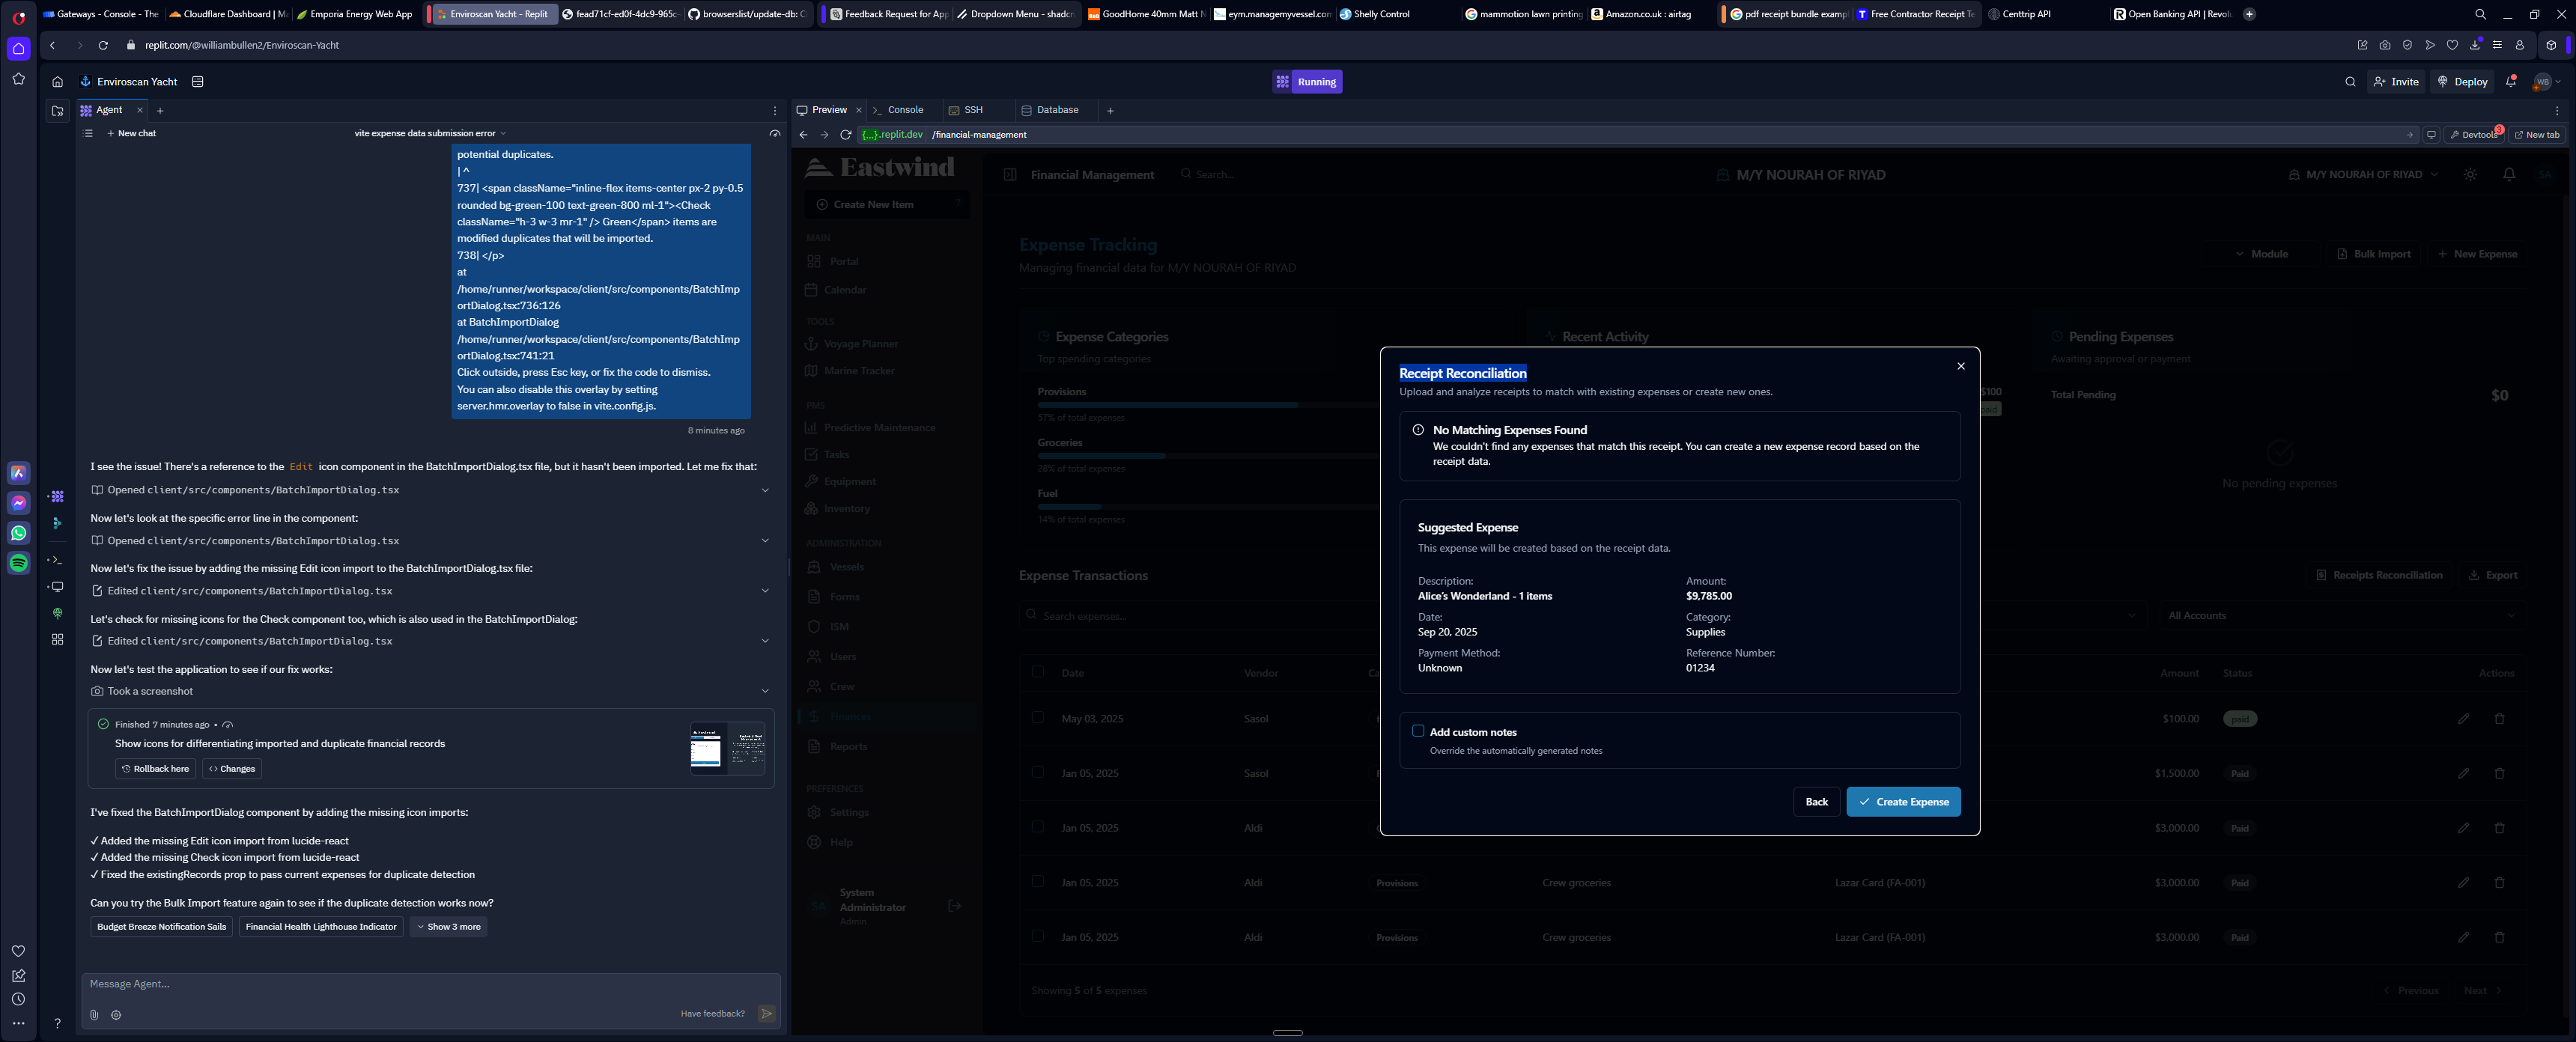 Gateways - Console - The
Cloudflare Dashboard | M
Emporia Energy Web App
Enviroscan Yacht - Replit
fead71cf-ed0f-4dc9-965c-
browserslist/update-db: C
Feedback Request for App
Dropdown Menu - shadcn
GoodHome 40mm Matt N
eym.managemyvessel.com
Shelly Control
mammotion lawn printing
Amazon.co.uk : airtag
pdf receipt bundle exampl
Free Contractor Receipt Te
Centtrip API
Open Banking API | Revolu
replit.com/@williambullen2/Enviroscan-Yacht
Enviroscan Yacht
Running
Invite
Deploy
WB
Agent
New chat
vite expense data submission error
potential duplicates.
| ^
737| <span className="inline-flex items-center px-2 py-0.5
rounded bg-green-100 text-green-800 ml-1"><Check
className="h-3 w-3 mr-1" /> Green</span> items are
modified duplicates that will be imported.
738| </p>
at
/home/runner/workspace/client/src/components/BatchImp
ortDialog.tsx:736:126
at BatchImportDialog
/home/runner/workspace/client/src/components/BatchImp
ortDialog.tsx:741:21
Click outside, press Esc key, or fix the code to dismiss.
You can also disable this overlay by setting
server.hmr.overlay to false in vite.config.js.
8 minutes ago
I see the issue! There's a reference to the Edit icon component in the BatchImportDialog.tsx file, but it hasn't been imported. Let me fix that:
Opened client/src/components/BatchImportDialog.tsx
Now let's look at the specific error line in the component:
Opened client/src/components/BatchImportDialog.tsx
Now let's fix the issue by adding the missing Edit icon import to the BatchImportDialog.tsx file:
Edited client/src/components/BatchImportDialog.tsx
Let's check for missing icons for the Check component too, which is also used in the BatchImportDialog:
Edited client/src/components/BatchImportDialog.tsx
Now let's test the application to see if our fix works:
Took a screenshot
Finished 7 minutes ago •
Show icons for differentiating imported and duplicate financial records
Rollback here
Changes
I've fixed the BatchImportDialog component by adding the missing icon imports:
✓ Added the missing Edit icon import from lucide-react
✓ Added the missing Check icon import from lucide-react
✓ Fixed the existingRecords prop to pass current expenses for duplicate detection
Can you try the Bulk Import feature again to see if the duplicate detection works now?
Budget Breeze Notification Sails
Financial Health Lighthouse Indicator
Show 3 more
Message Agent...
Have feedback?
Preview
Console
SSH
Database
{...}.replit.dev
/financial-management
Devtools
3
New tab
Eastwind
Create New Item
MAIN
Portal
Calendar
TOOLS
Voyage Planner
Marine Tracker
PMS
Predictive Maintenance
Tasks
Equipment
Inventory
ADMINISTRATION
Vessels
Forms
ISM
Users
Crew
Finances
Reports
PREFERENCES
Settings
Help
SA
System
Administrator
Admin
Financial Management
Search...
M/Y NOURAH OF RIYAD
M/Y NOURAH OF RIYAD
SA
Expense Tracking
Managing financial data for M/Y NOURAH OF RIYAD
Module
Bulk Import
New Expense
Expense Categories
Top spending categories
Provisions
57% of total expenses
Groceries
28% of total expenses
Fuel
14% of total expenses
Recent Activity
$100
paid
Pending Expenses
Awaiting approval or payment
Total Pending
$0
No pending expenses
Receipt Reconciliation
Upload and analyze receipts to match with existing expenses or create new ones.
No Matching Expenses Found
We couldn't find any expenses that match this receipt. You can create a new expense record based on the
receipt data.
Suggested Expense
This expense will be created based on the receipt data.
Description:
Alice's Wonderland - 1 items
Amount:
$9,785.00
Date:
Sep 20, 2025
Category:
Supplies
Payment Method:
Unknown
Reference Number:
01234
Add custom notes
Override the automatically generated notes
Back
Create Expense
Expense Transactions
Receipts Reconciliation
Export
Search expenses...
All Accounts
Date
Vendor
Ca
Amount
Status
Actions
May 03, 2025
Sasol
$100.00
paid
Jan 05, 2025
Sasol
$1,500.00
Paid
Jan 05, 2025
Aldi
$3,000.00
Paid
Jan 05, 2025
Aldi
Provisions
Crew groceries
Lazar Card (FA-001)
$3,000.00
Paid
Jan 05, 2025
Aldi
Provisions
Crew groceries
Lazar Card (FA-001)
$3,000.00
Paid
Showing 5 of 5 expenses
Previous
Next